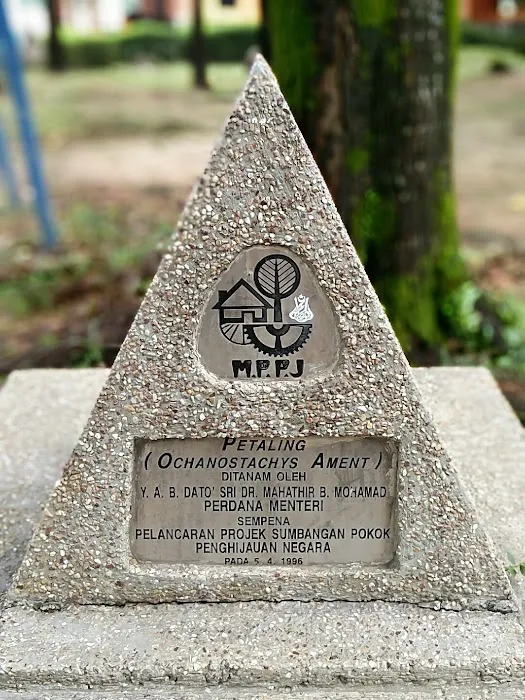 M.P.P.J
PETALING
( OCHANOSTACHYS AMENT )
DITANAM OLEH
Y. A. B. DATO' SRI DR. MAHATHIR B. MOHAMAD
PERDANA MENTERI
SEMPENA
PELANCARAN PROJEK SUMBANGAN POKOK
PENGHIJAUAN NEGARA
PADA 5. 4. 1996